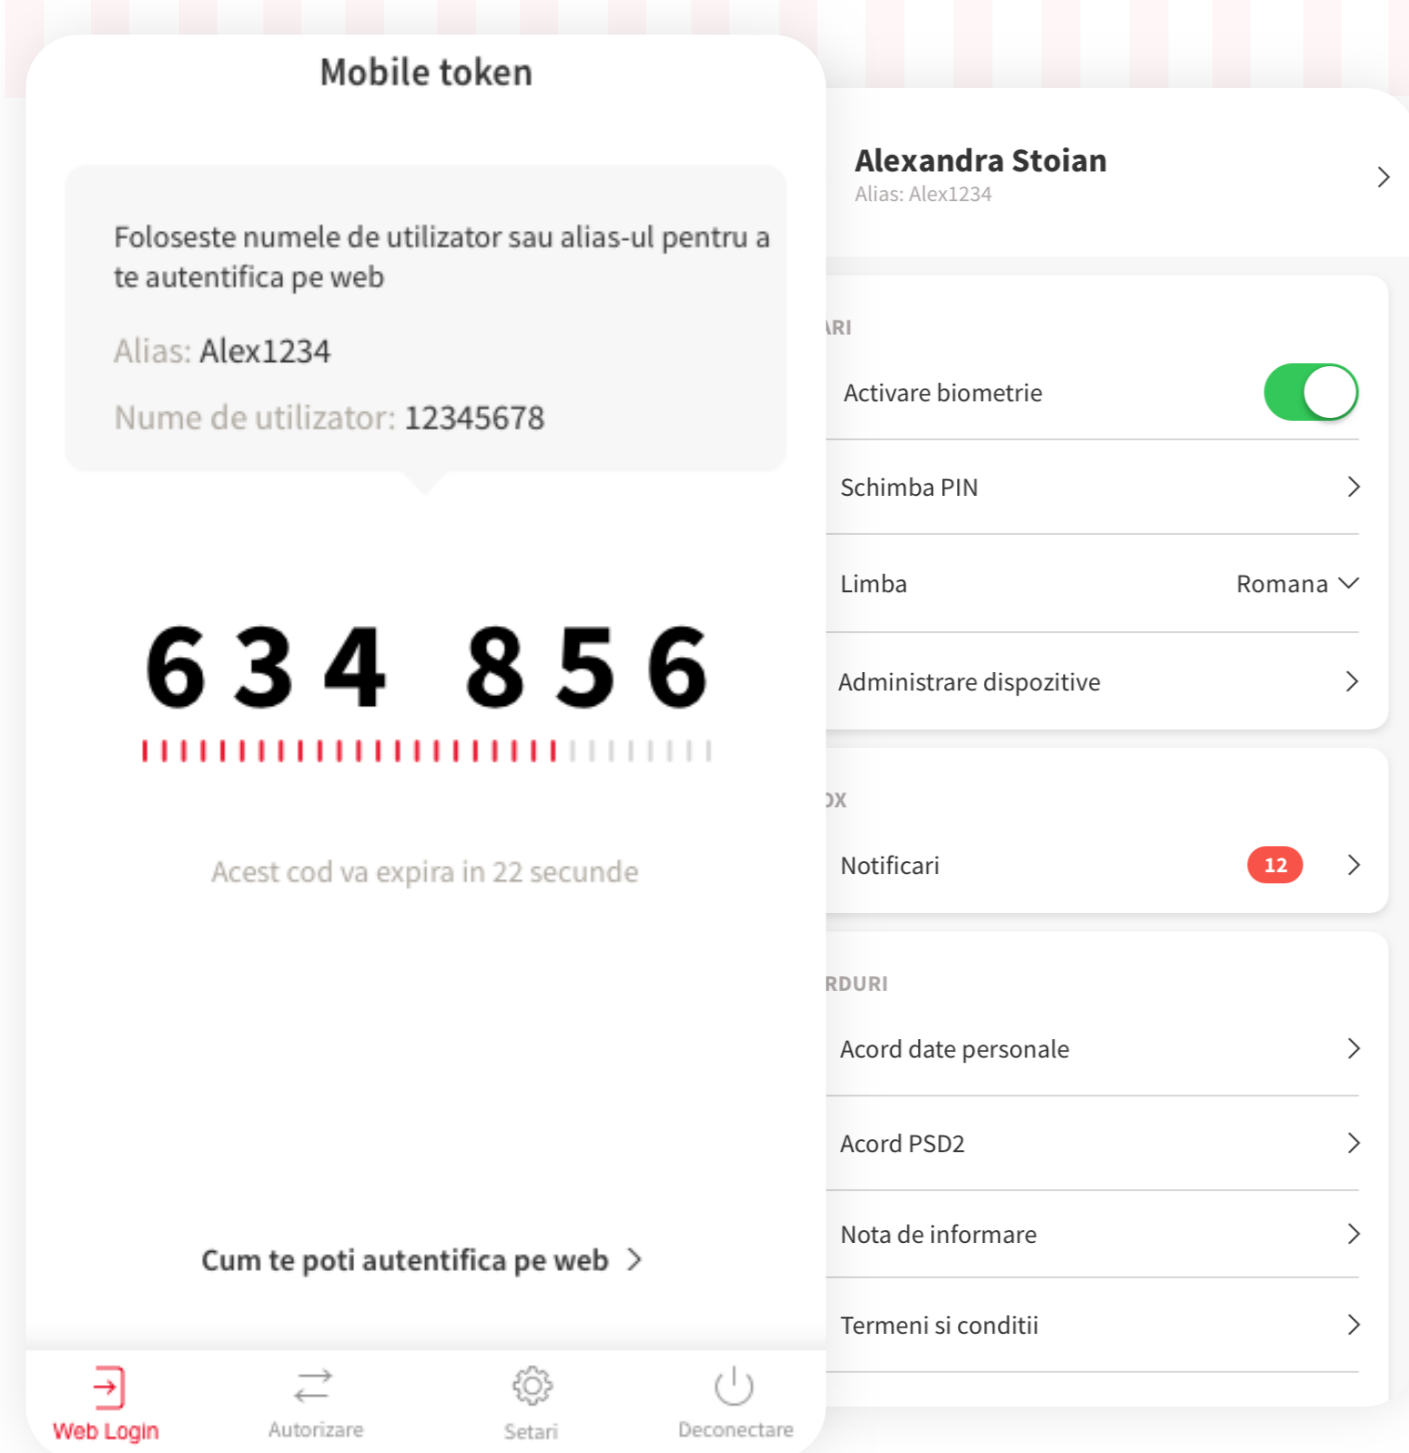 Mobile token
Foloseste numele de utilizator sau alias-ul pentru a
te autentifica pe web
Alias: Alex1234
Nume de utilizator: 12345678
634 856
Acest cod va expira in 22 secunde
Cum te poti autentifica pe web
Web Login
Autorizare
Setari
Deconectare
Alexandra Stoian
Alias: Alex1234
ARI
Activare biometrie
Schimba PIN
Limba
Romana
Administrare dispozitive
OX
Notificari
12
RDURI
Acord date personale
Acord PSD2
Nota de informare
Termeni si conditii